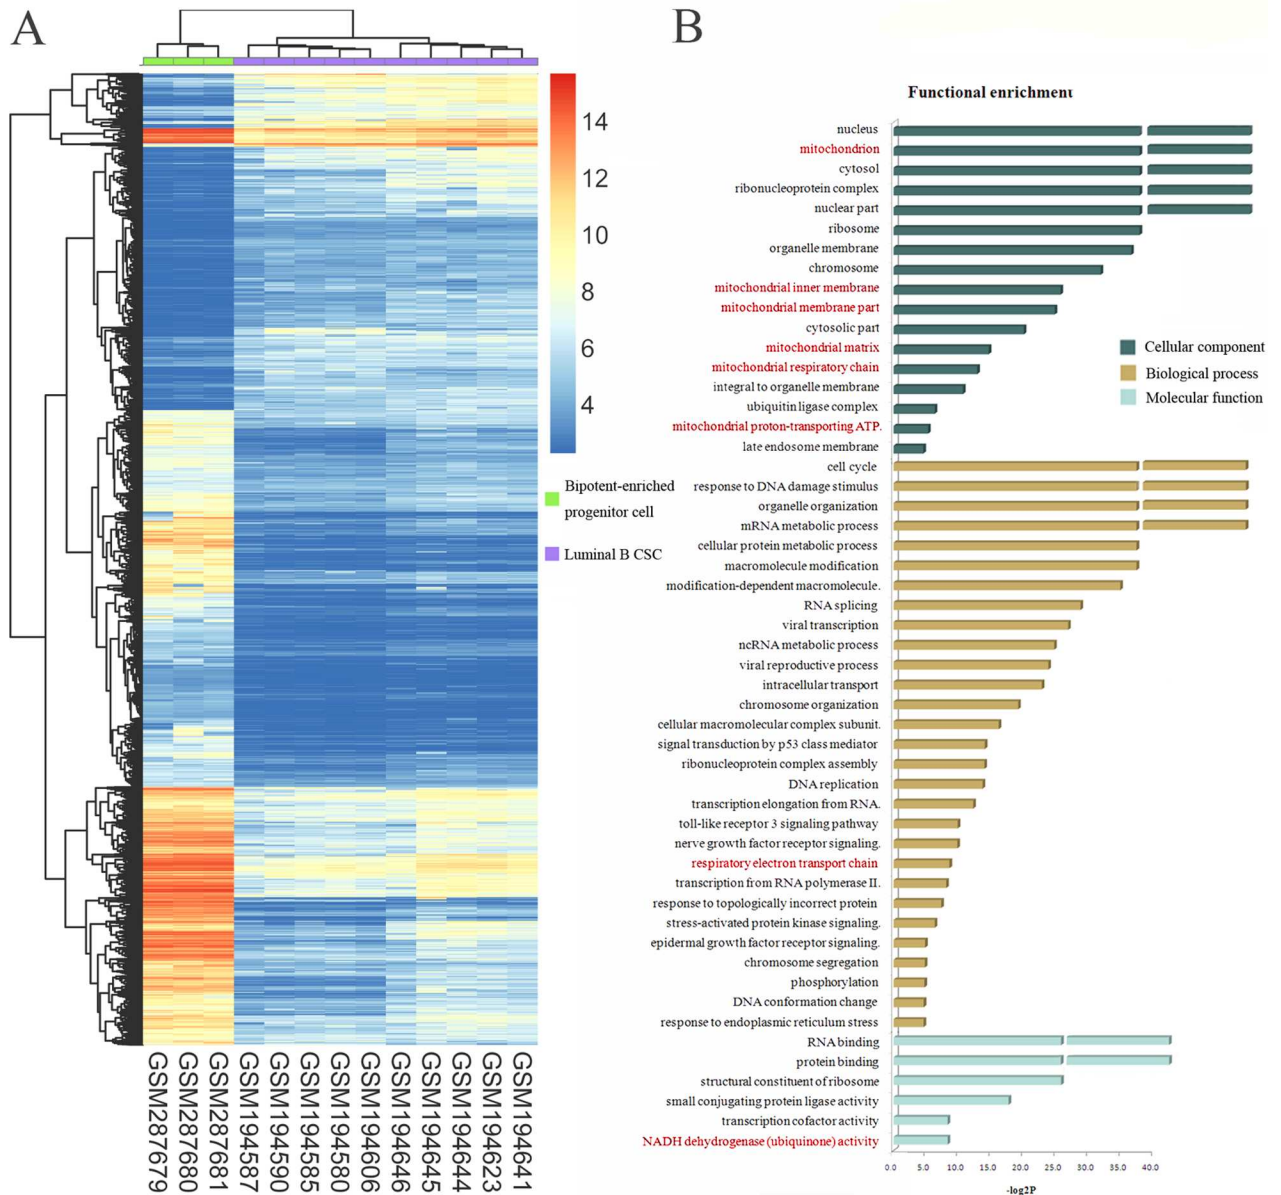 A
14
12
10
8
6
4
Bipotent-enriched
progenitor cell
Luminal B CSC
GSM287679
GSM287680
GSM287681
GSM194587
GSM194590
GSM194585
GSM194580
GSM194606
GSM194646
GSM194645
GSM194644
GSM194623
GSM194641
B
Functional enrichment
nucleus
mitochondrion
cytosol
ribonucleoprotein complex
nuclear part
ribosome
organelle membrane
chromosome
mitochondrial inner membrane
mitochondrial membrane part
cytosolic part
mitochondrial matrix
mitochondrial respiratory chain
integral to organelle membrane
ubiquitin ligase complex
mitochondrial proton-transporting ATP.
late endosome membrane
cell cycle
response to DNA damage stimulus
organelle organization
mRNA metabolic process
cellular protein metabolic process
macromolecule modification
modification-dependent macromolecule.
RNA splicing
viral transcription
ncRNA metabolic process
viral reproductive process
intracellular transport
chromosome organization
cellular macromolecular complex subunit.
signal transduction by p53 class mediator
ribonucleoprotein complex assembly
DNA replication
transcription elongation from RNA.
toll-like receptor 3 signaling pathway
nerve growth factor receptor signaling.
respiratory electron transport chain
transcription from RNA polymerase II.
response to topologically incorrect protein
stress-activated protein kinase signaling.
epidermal growth factor receptor signaling.
chromosome segregation
phosphorylation
DNA conformation change
response to endoplasmic reticulum stress
RNA binding
protein binding
structural constituent of ribosome
small conjugating protein ligase activity
transcription cofactor activity
NADH dehydrogenase (ubiquinone) activity
Cellular component
Biological process
Molecular function
0.0 5.0 10.0 15.0 20.0 25.0 30.0 35.0 40.0
-log2P